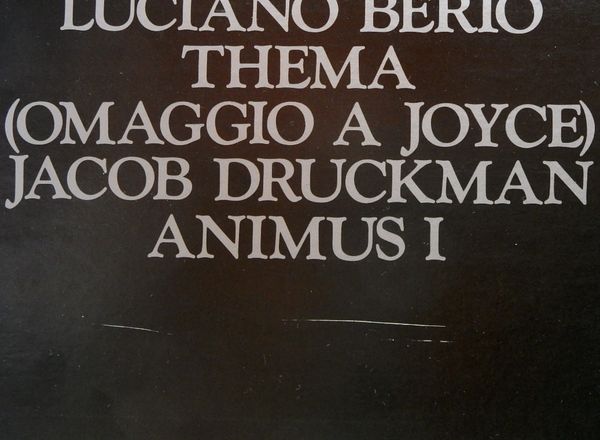 LUCIANO BERIO
THEMA
(OMAGGIO A JOYCE)
JACOB DRUCKMAN
ANIMUS I